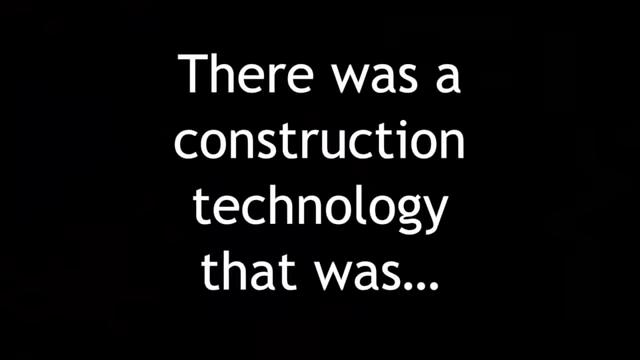 There was a
construction
technology
that was…